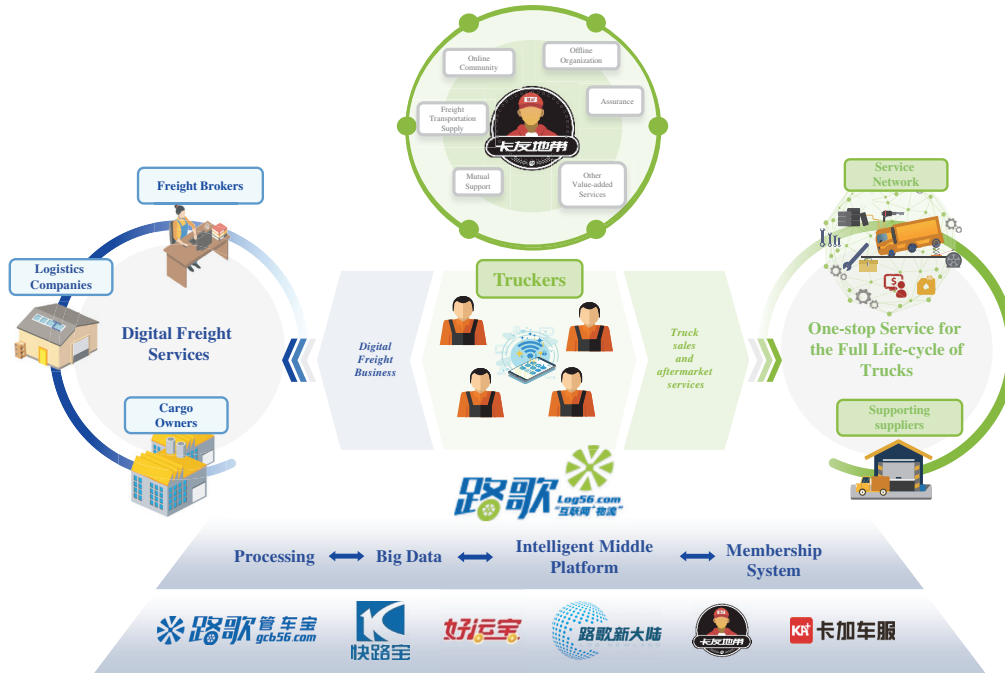 Online
Community
Offline
Organization
Freight
Transportation
Supply
Assurance
卡友地带
Mutual
Support
Other
Value-added
Services
Freight Brokers
Logistics
Companies
Digital Freight
Services
Cargo
Owners
Digital
Freight
Business
Truckers
Truck
sales
and
aftermarket
services
Service
Network
One-stop Service for
the Full Life-cycle of
Trucks
Supporting
suppliers
路歌
Log56.com
“互联网+物流”
Processing
Big Data
Intelligent Middle
Platform
Membership
System
路歌管车宝
gcb56.com
快路宝
好运宝
路歌新大陆
卡友地带
KA+ 卡加车服